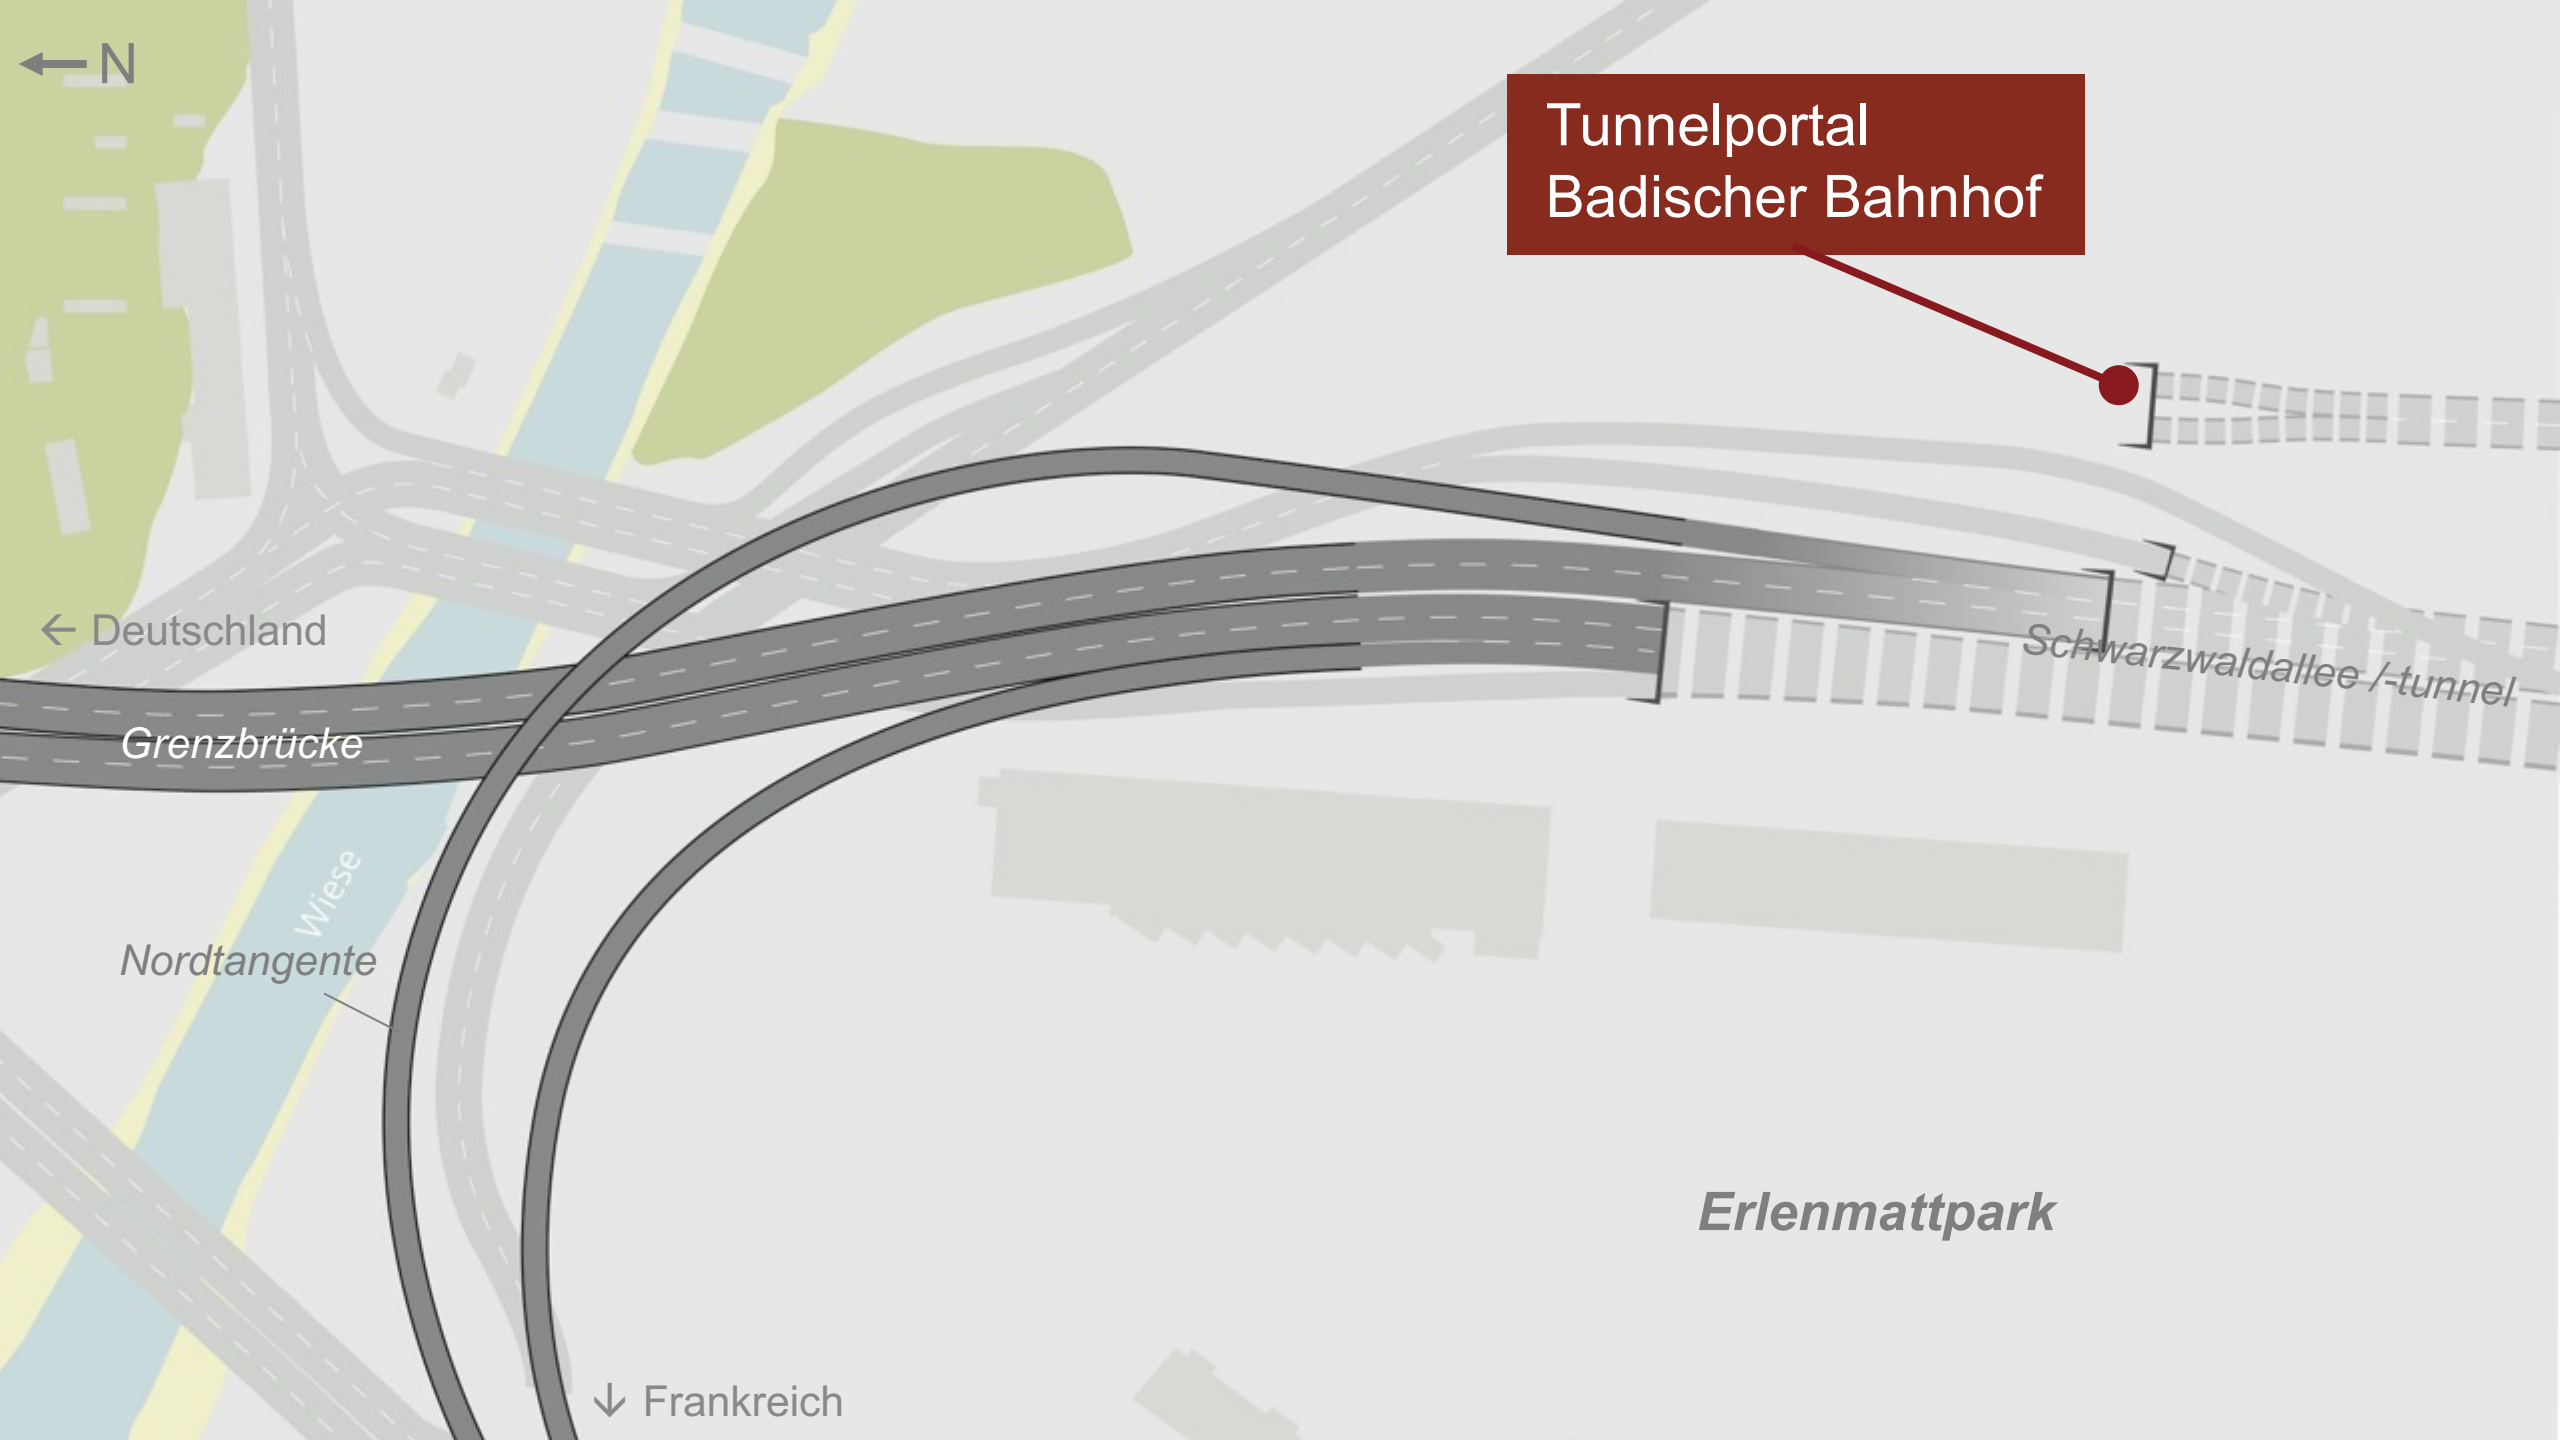 ← N
Tunnelportal
Badischer Bahnhof
← Deutschland
Schwarzwaldallee /-tunnel
Grenzbrücke
Wiese
Nordtangente
Erlenmattpark
↓ Frankreich